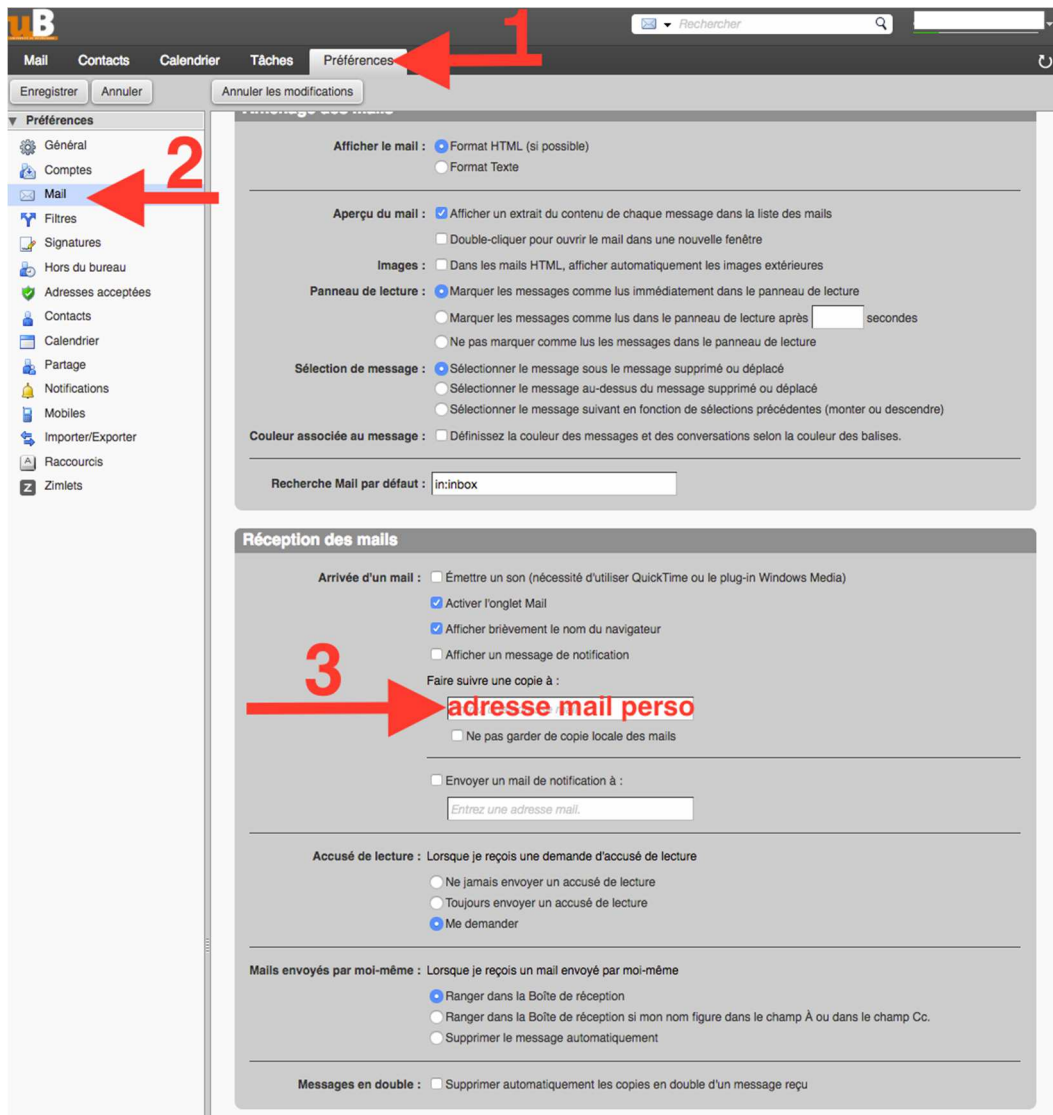 uB
Rechercher
1
Mail Contacts Calendrier Tâches Préférences
Enregistrer Annuler Annuler les modifications
Préférences
Général
Comptes
2
Mail
Filtres
Signatures
Hors du bureau
Adresses acceptées
Contacts
Calendrier
Partage
Notifications
Mobiles
Importer/Exporter
Raccourcis
Zimlets
Affichage des mails
Afficher le mail : Format HTML (si possible)
Format Texte
Aperçu du mail : Afficher un extrait du contenu de chaque message dans la liste des mails
Double-cliquer pour ouvrir le mail dans une nouvelle fenêtre
Images : Dans les mails HTML, afficher automatiquement les images extérieures
Panneau de lecture : Marquer les messages comme lus immédiatement dans le panneau de lecture
Marquer les messages comme lus dans le panneau de lecture après secondes
Ne pas marquer comme lus les messages dans le panneau de lecture
Sélection de message : Sélectionner le message sous le message supprimé ou déplacé
Sélectionner le message au-dessus du message supprimé ou déplacé
Sélectionner le message suivant en fonction de sélections précédentes (monter ou descendre)
Couleur associée au message : Définissez la couleur des messages et des conversations selon la couleur des balises.
Recherche Mail par défaut : in:inbox
Réception des mails
Arrivée d'un mail : Émettre un son (nécessité d'utiliser QuickTime ou le plug-in Windows Media)
Activer l'onglet Mail
Afficher brièvement le nom du navigateur
Afficher un message de notification
3
Faire suivre une copie à :
adresse mail perso
Ne pas garder de copie locale des mails
Envoyer un mail de notification à :
Entrez une adresse mail.
Accusé de lecture : Lorsque je reçois une demande d'accusé de lecture
Ne jamais envoyer un accusé de lecture
Toujours envoyer un accusé de lecture
Me demander
Mails envoyés par moi-même : Lorsque je reçois un mail envoyé par moi-même
Ranger dans la Boîte de réception
Ranger dans la Boîte de réception si mon nom figure dans le champ À ou dans le champ Cc.
Supprimer le message automatiquement
Messages en double : Supprimer automatiquement les copies en double d'un message reçu